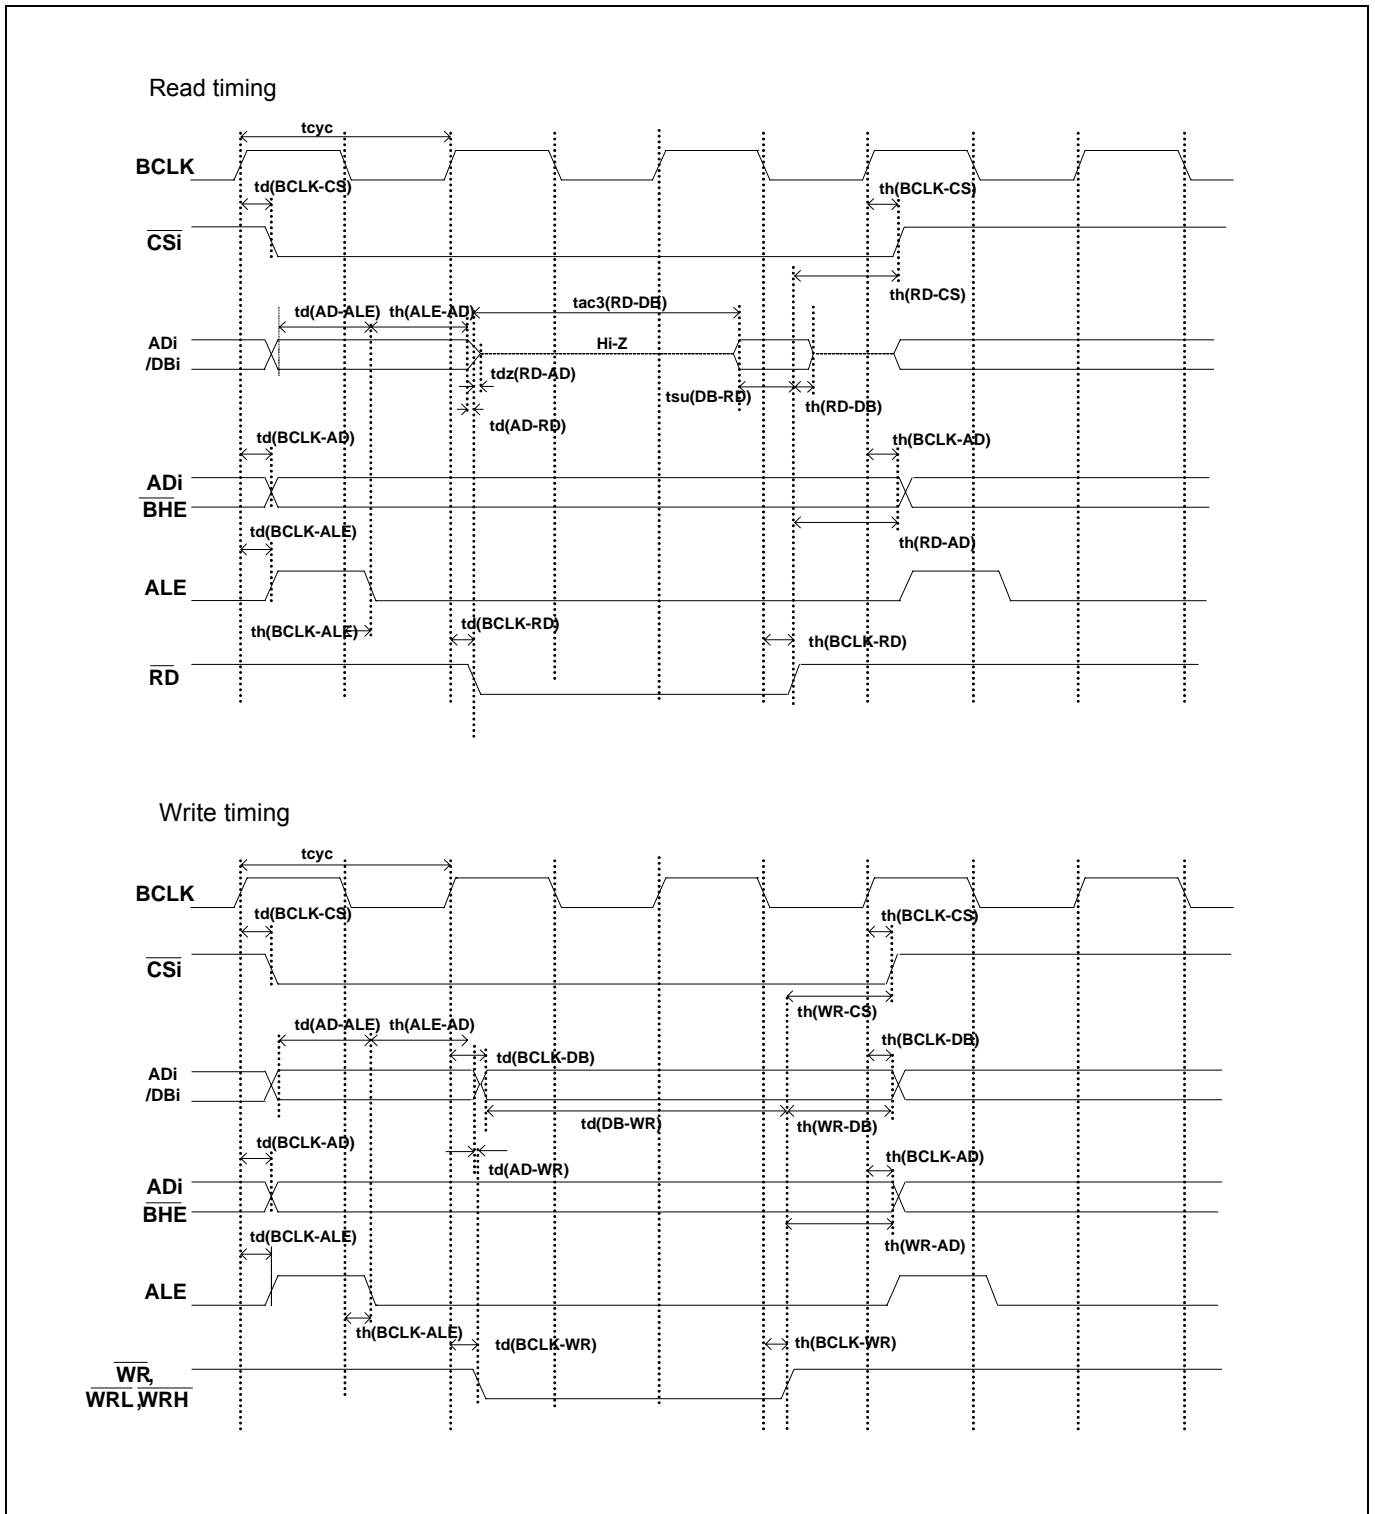 Read timing
tcyc
BCLK
td(BCLK-CS)
th(BCLK-CS)
CSi
th(RD-CS)
td(AD-ALE) th(ALE-AD)
tac3(RD-DB)
ADi
/DBi
Hi-Z
tdz(RD-AD)
tsu(DB-RD)
th(RD-DB)
td(AD-RD)
td(BCLK-AD)
th(BCLK-AD)
ADi
BHE
td(BCLK-ALE)
th(RD-AD)
ALE
th(BCLK-ALE)
td(BCLK-RD)
th(BCLK-RD)
RD
Write timing
tcyc
BCLK
td(BCLK-CS)
th(BCLK-CS)
CSi
th(WR-CS)
td(AD-ALE) th(ALE-AD)
td(BCLK-DB)
th(BCLK-DB)
ADi
/DBi
td(DB-WR)
th(WR-DB)
td(BCLK-AD)
td(AD-WR)
th(BCLK-AD)
ADi
BHE
td(BCLK-ALE)
th(WR-AD)
ALE
th(BCLK-ALE)
td(BCLK-WR)
th(BCLK-WR)
WR,
WRL,WRH